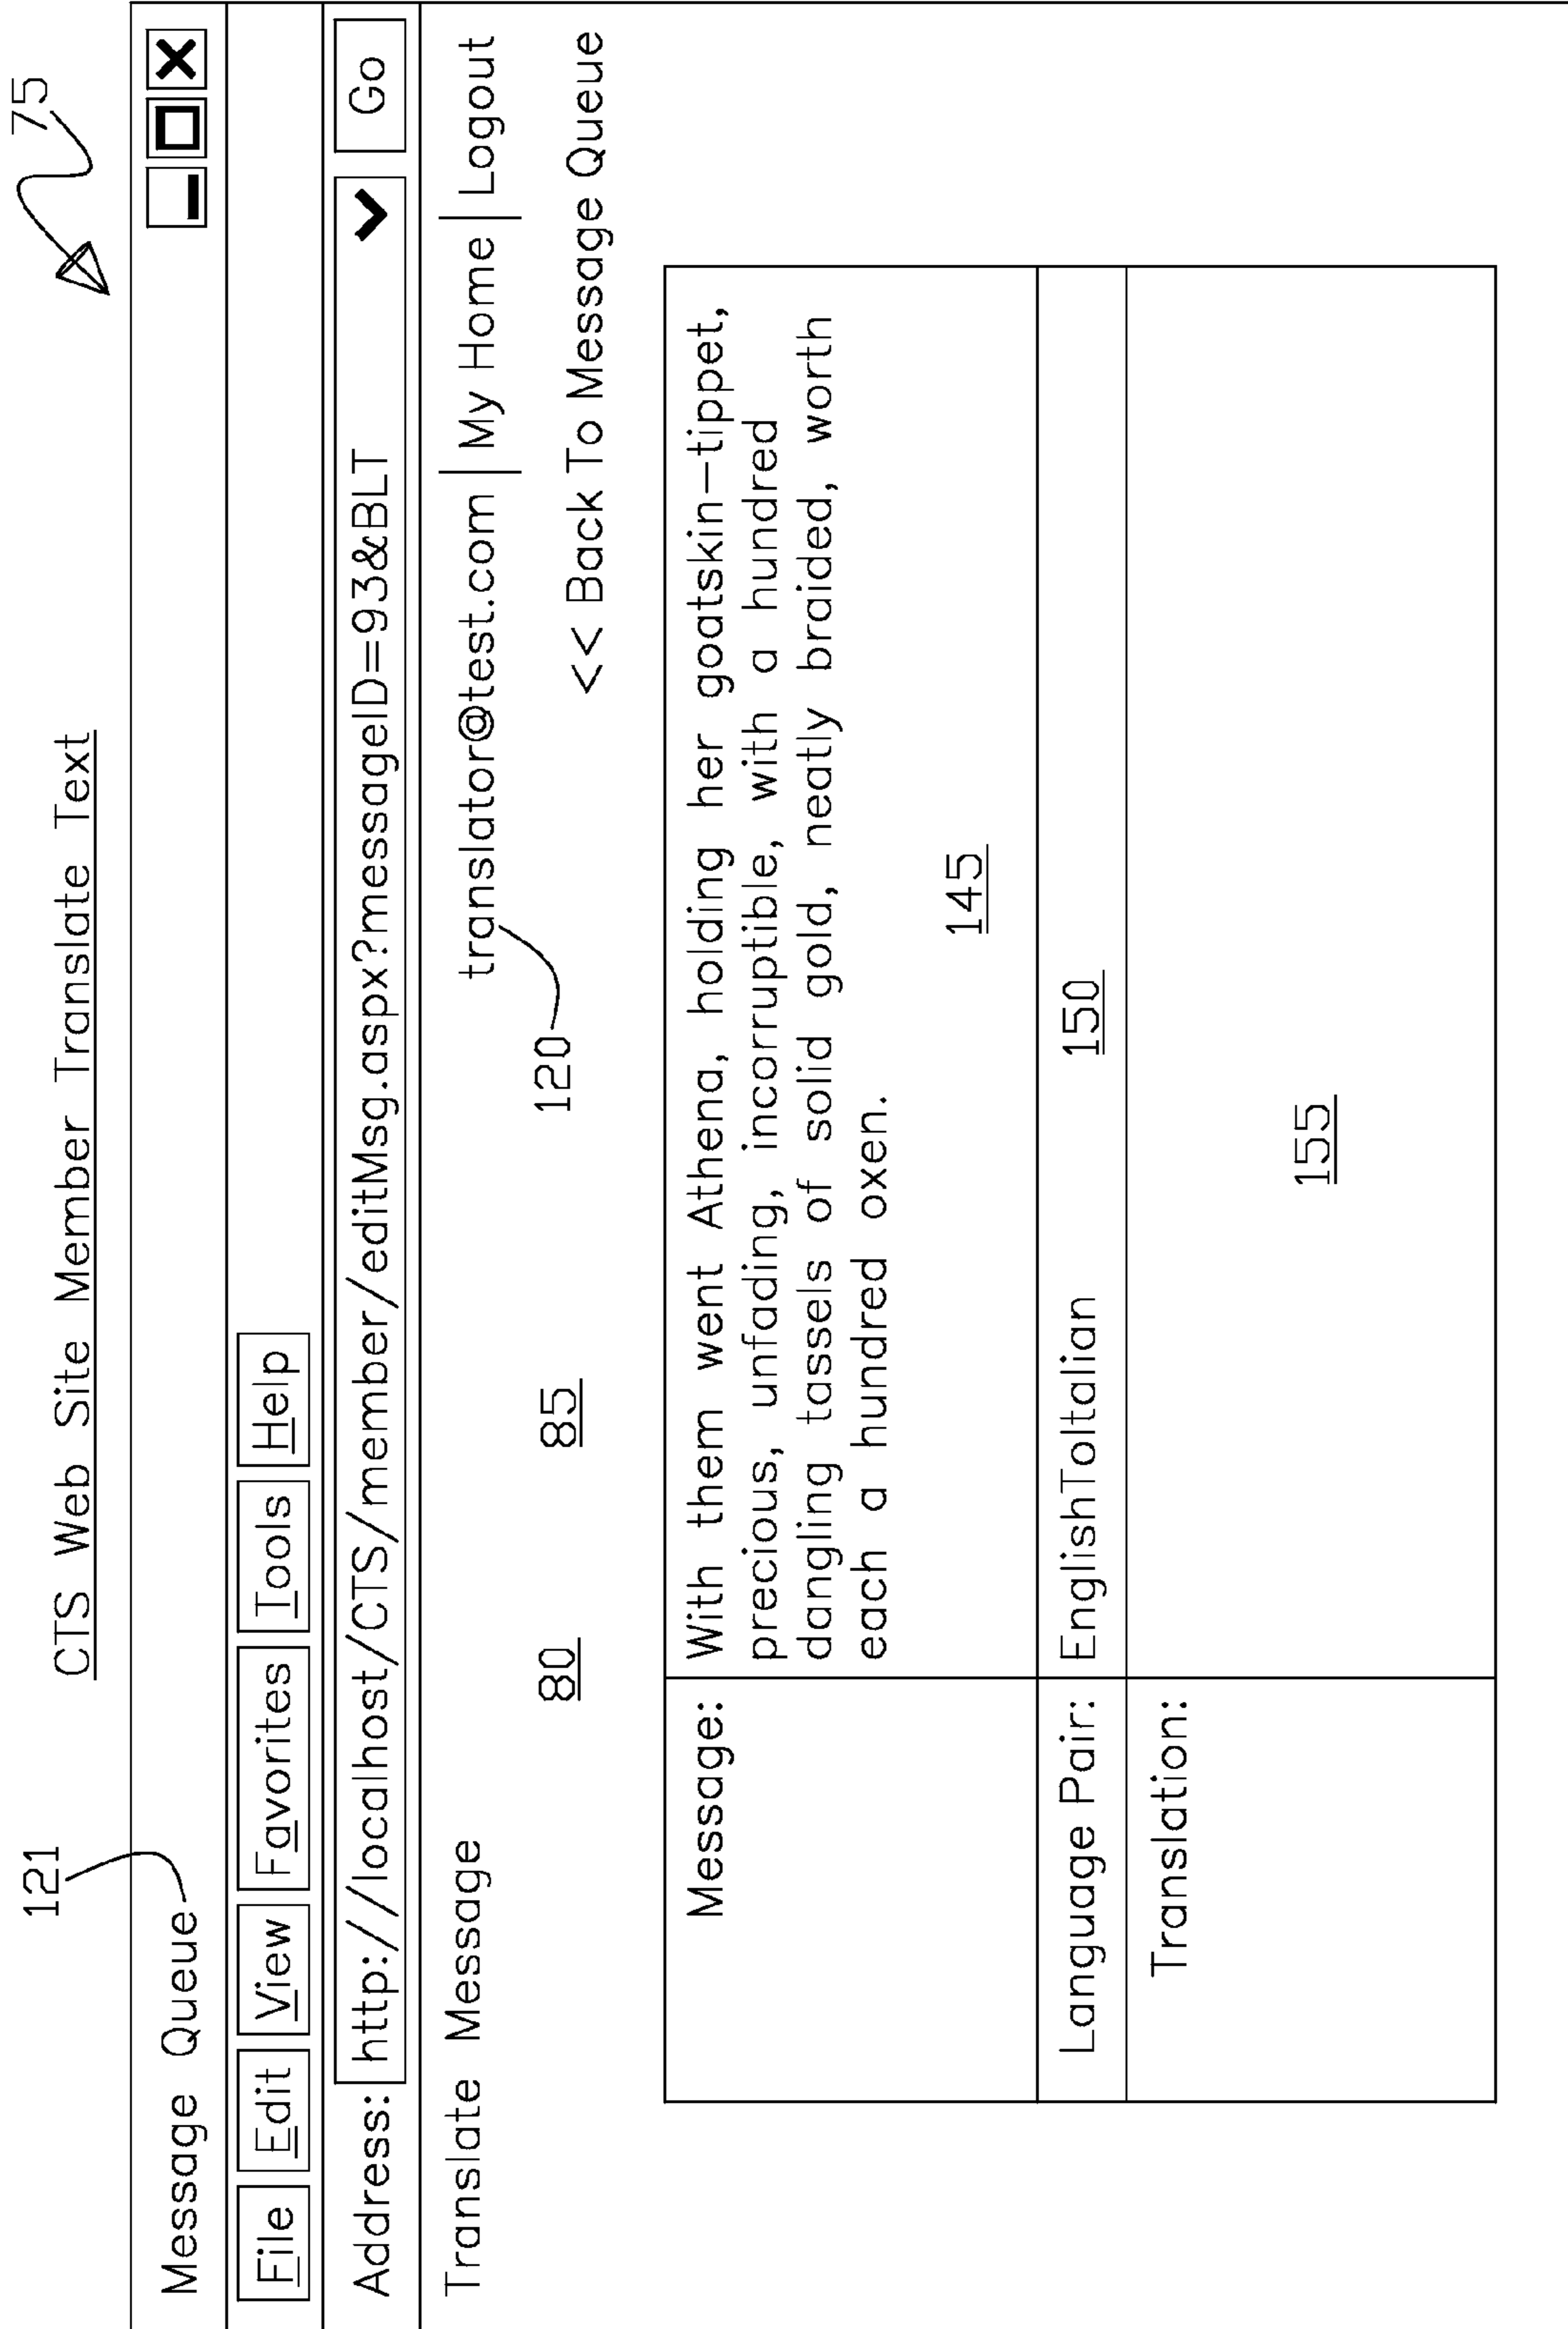 CTS Web Site Member Translate Text
75
121
Message Queue
File Edit View Favorites Tools Help
Address: http://localhost/CTS/member/editMsg.aspx?messageID=93&BLT Go
Translate Message translator@test.com | My Home | Logout
80 85 120 << Back To Message Queue
Message: With them went Athena, holding her goatskin-tippet,
precious, unfading, incorruptible, with a hundred
dangling tassels of solid gold, neatly braided, worth
each a hundred oxen.
145
Language Pair: EnglishToItalian 150
Translation:
155